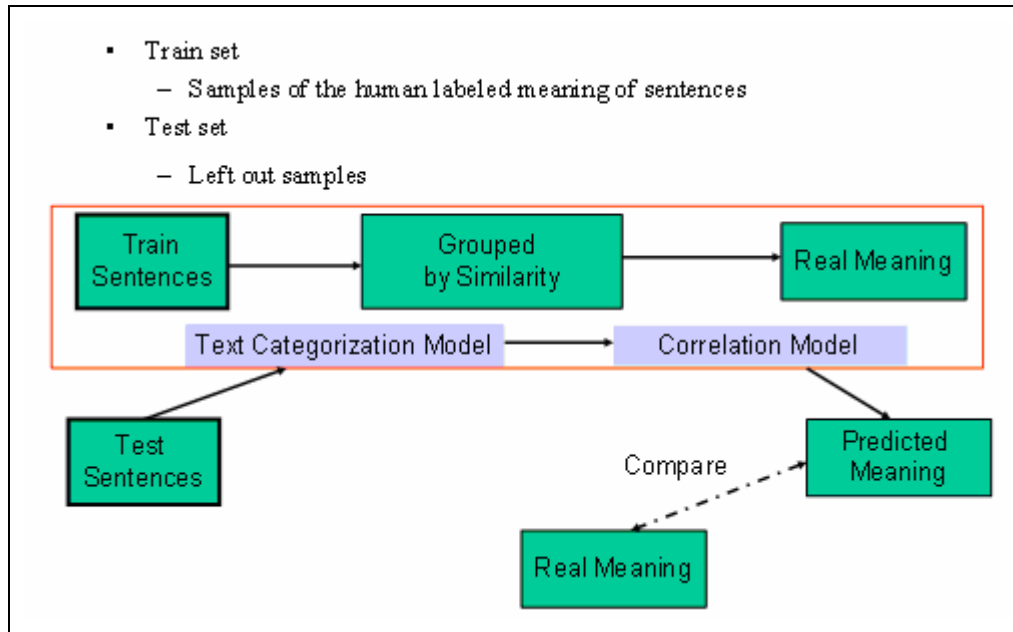 ▪ Train set
– Samples of the human labeled meaning of sentences
▪ Test set
– Left out samples
Train
Sentences
Grouped
by Similarity
Real Meaning
Text Categorization Model
Correlation Model
Test
Sentences
Predicted
Meaning
Compare
Real Meaning